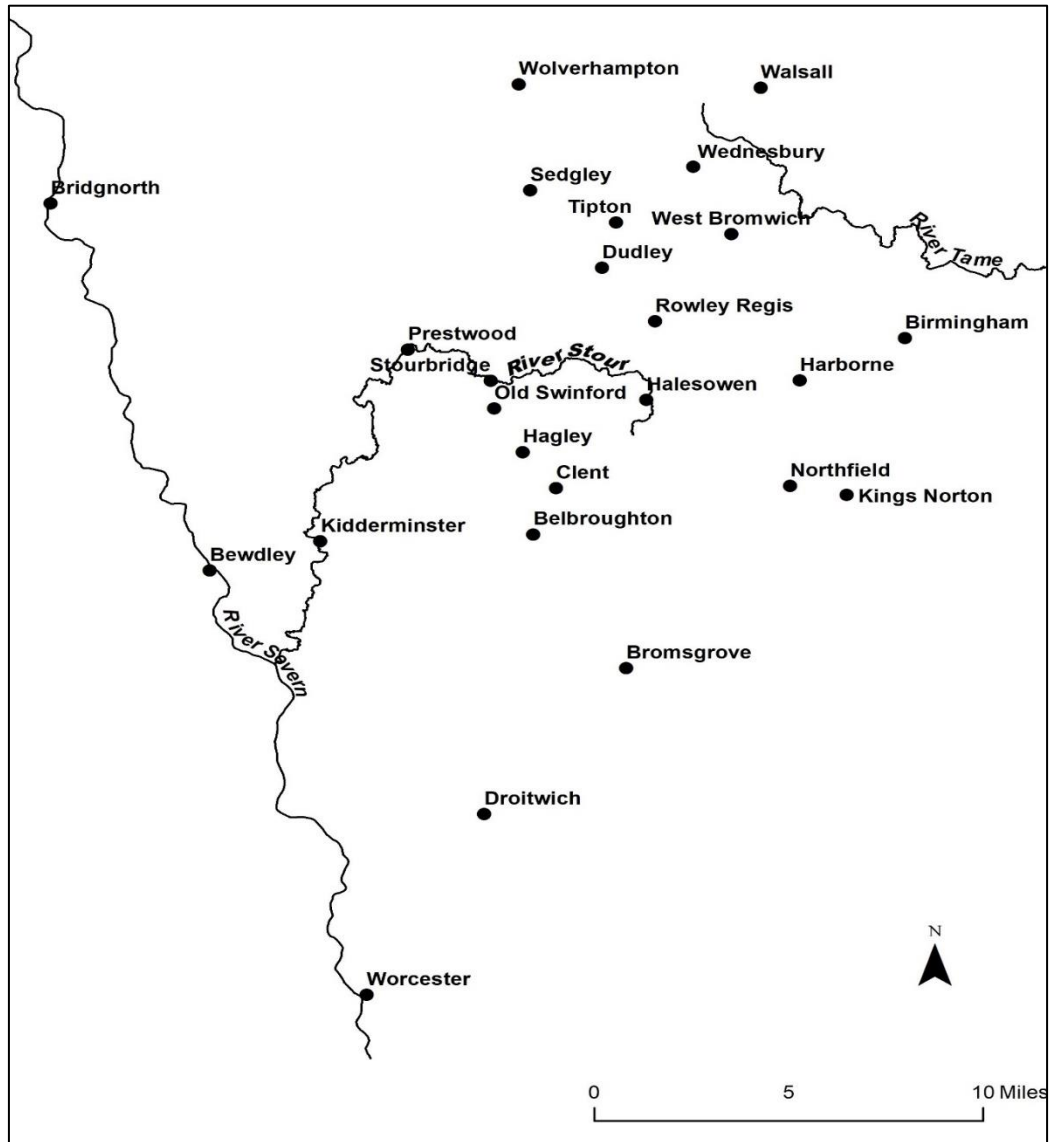 Wolverhampton
Walsall
Wednesbury
Bridgnorth
Sedgley
Tipton
West Bromwich
River Tame
Dudley
Rowley Regis
Birmingham
Prestwood
Stourbridge
River Stour
Harborne
Old Swinford
Halesowen
Hagley
Clent
Northfield
Kings Norton
Belbroughton
Kidderminster
Bewdley
River Severn
Bromsgrove
Droitwich
N
Worcester
0 5 10 Miles